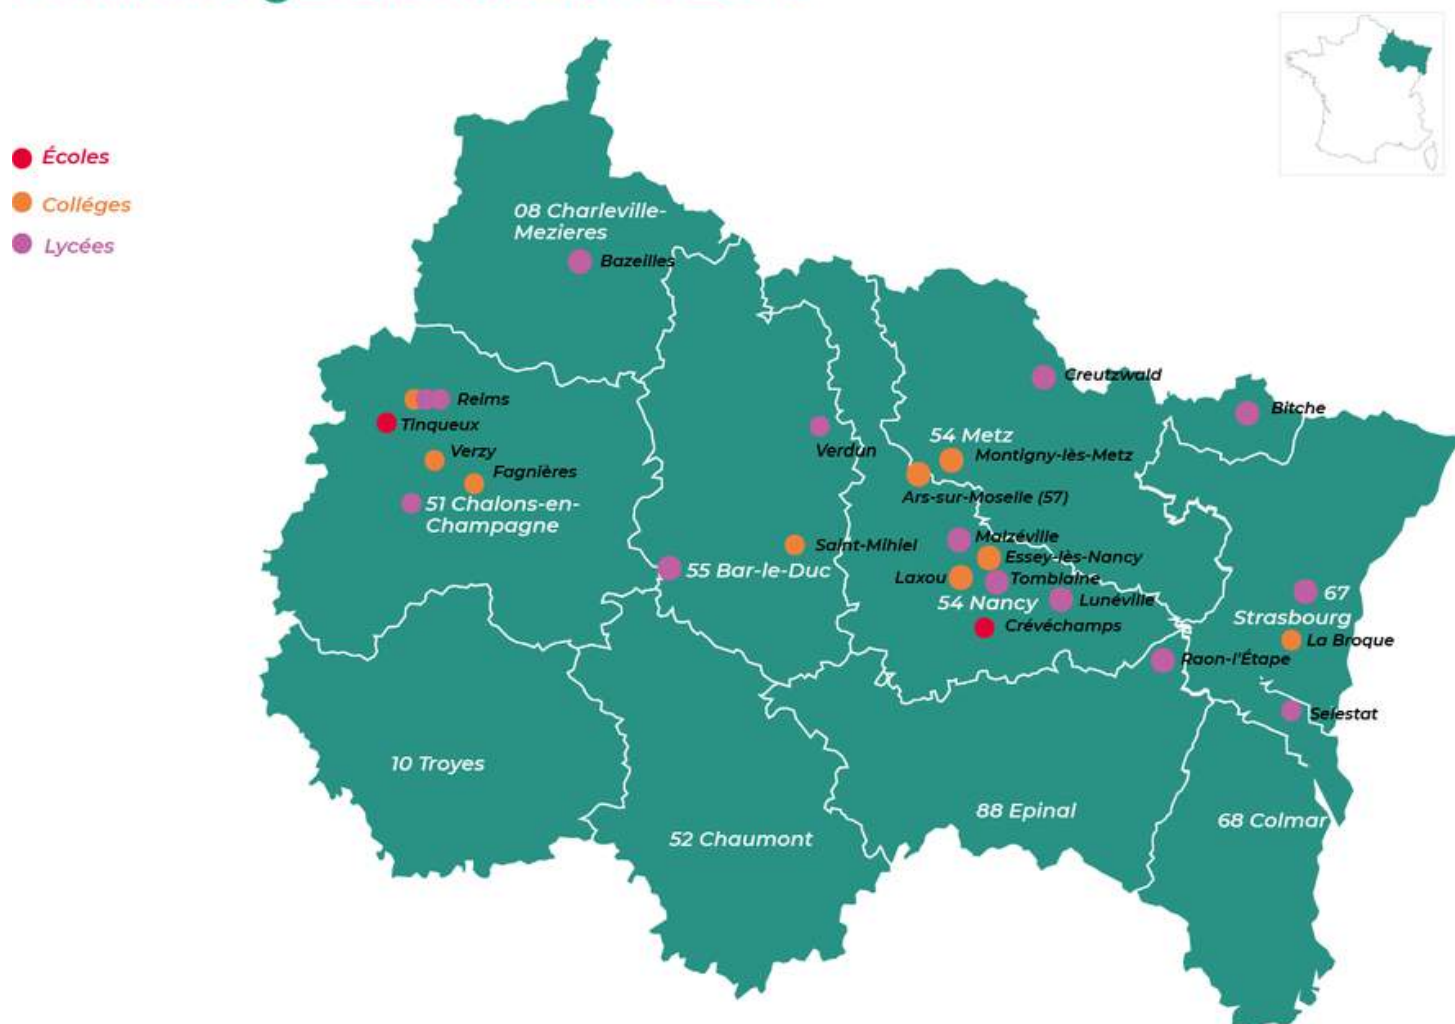 Écoles
Colléges
Lycées
08 Charleville-
Mezieres
Bazeilles
Creutzwald
Reims
Tinqueux
Bitche
Verdun
54 Metz
Verzy
Montigny-lès-Metz
Fagnières
Ars-sur-Moselle (57)
51 Chalons-en-
Champagne
Malzéville
Saint-Mihiel
Essey-lès-Nancy
55 Bar-le-Duc
Laxou
Tomblaine
54 Nancy
Lunéville
67
Strasbourg
Crévéchamps
La Broque
Raon-l'Étape
Selestat
10 Troyes
88 Epinal
68 Colmar
52 Chaumont